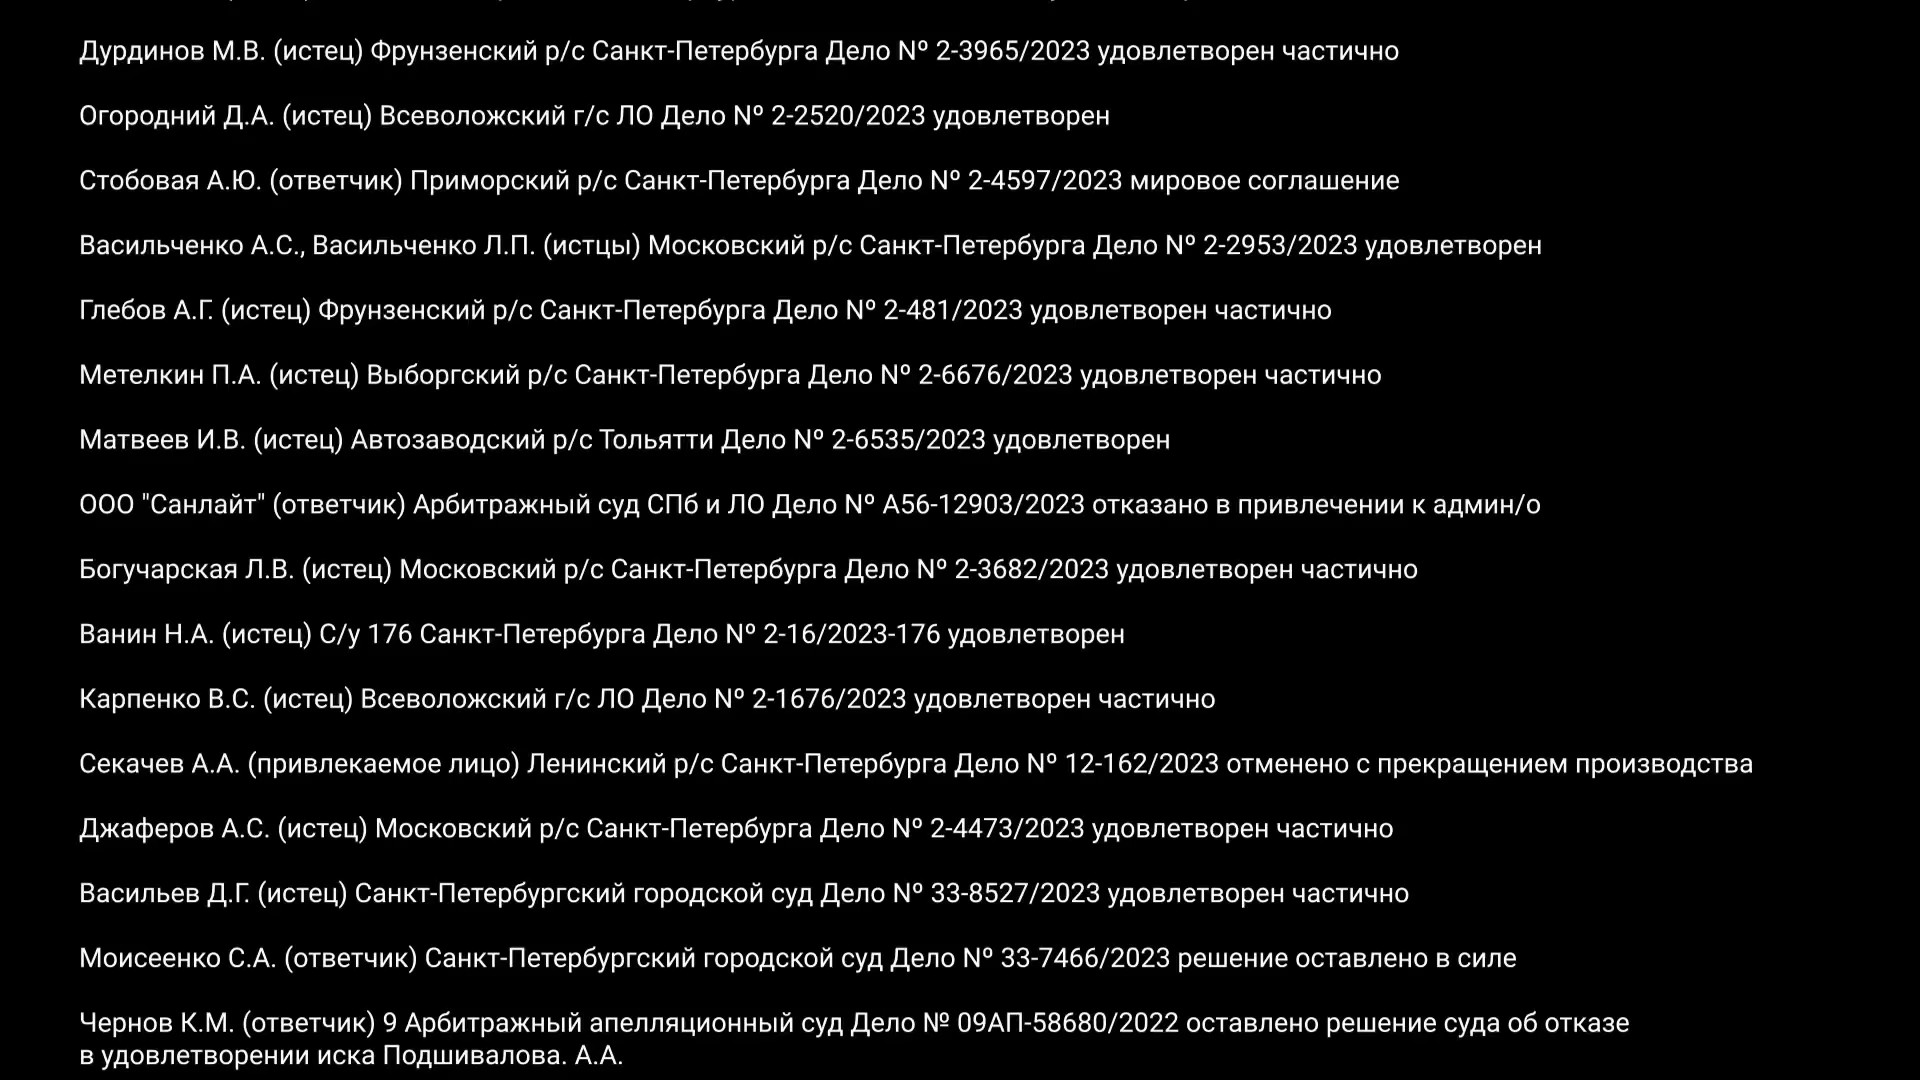 Дурдинов М.В. (истец) Фрунзенский р/с Санкт-Петербурга Дело Nº 2-3965/2023 удовлетворен частично
Огородний Д.А. (истец) Всеволожский г/с ЛО Дело Nº 2-2520/2023 удовлетворен
Стобовая А.Ю. (ответчик) Приморский р/с Санкт-Петербурга Дело Nº 2-4597/2023 мировое соглашение
Васильченко А.С., Васильченко Л.П. (истцы) Московский р/с Санкт-Петербурга Дело Nº 2-2953/2023 удовлетворен
Глебов А.Г. (истец) Фрунзенский р/с Санкт-Петербурга Дело Nº 2-481/2023 удовлетворен частично
Метелкин П.А. (истец) Выборгский р/с Санкт-Петербурга Дело Nº 2-6676/2023 удовлетворен частично
Матвеев И.В. (истец) Автозаводский р/с Тольятти Дело Nº 2-6535/2023 удовлетворен
ООО "Санлайт" (ответчик) Арбитражный суд СПб и ЛО Дело Nº А56-12903/2023 отказано в привлечении к админ/о
Богучарская Л.В. (истец) Московский р/с Санкт-Петербурга Дело Nº 2-3682/2023 удовлетворен частично
Ванин Н.А. (истец) С/у 176 Санкт-Петербурга Дело Nº 2-16/2023-176 удовлетворен
Карпенко В.С. (истец) Всеволожский г/с ЛО Дело Nº 2-1676/2023 удовлетворен частично
Секачев А.А. (привлекаемое лицо) Ленинский р/с Санкт-Петербурга Дело Nº 12-162/2023 отменено с прекращением производства
Джаферов А.С. (истец) Московский р/с Санкт-Петербурга Дело Nº 2-4473/2023 удовлетворен частично
Васильев Д.Г. (истец) Санкт-Петербургский городской суд Дело Nº 33-8527/2023 удовлетворен частично
Моисеенко С.А. (ответчик) Санкт-Петербургский городской суд Дело Nº 33-7466/2023 решение оставлено в силе
Чернов К.М. (ответчик) 9 Арбитражный апелляционный суд Дело № 09АП-58680/2022 оставлено решение суда об отказе
в удовлетворении иска Подшивалова. А.А.